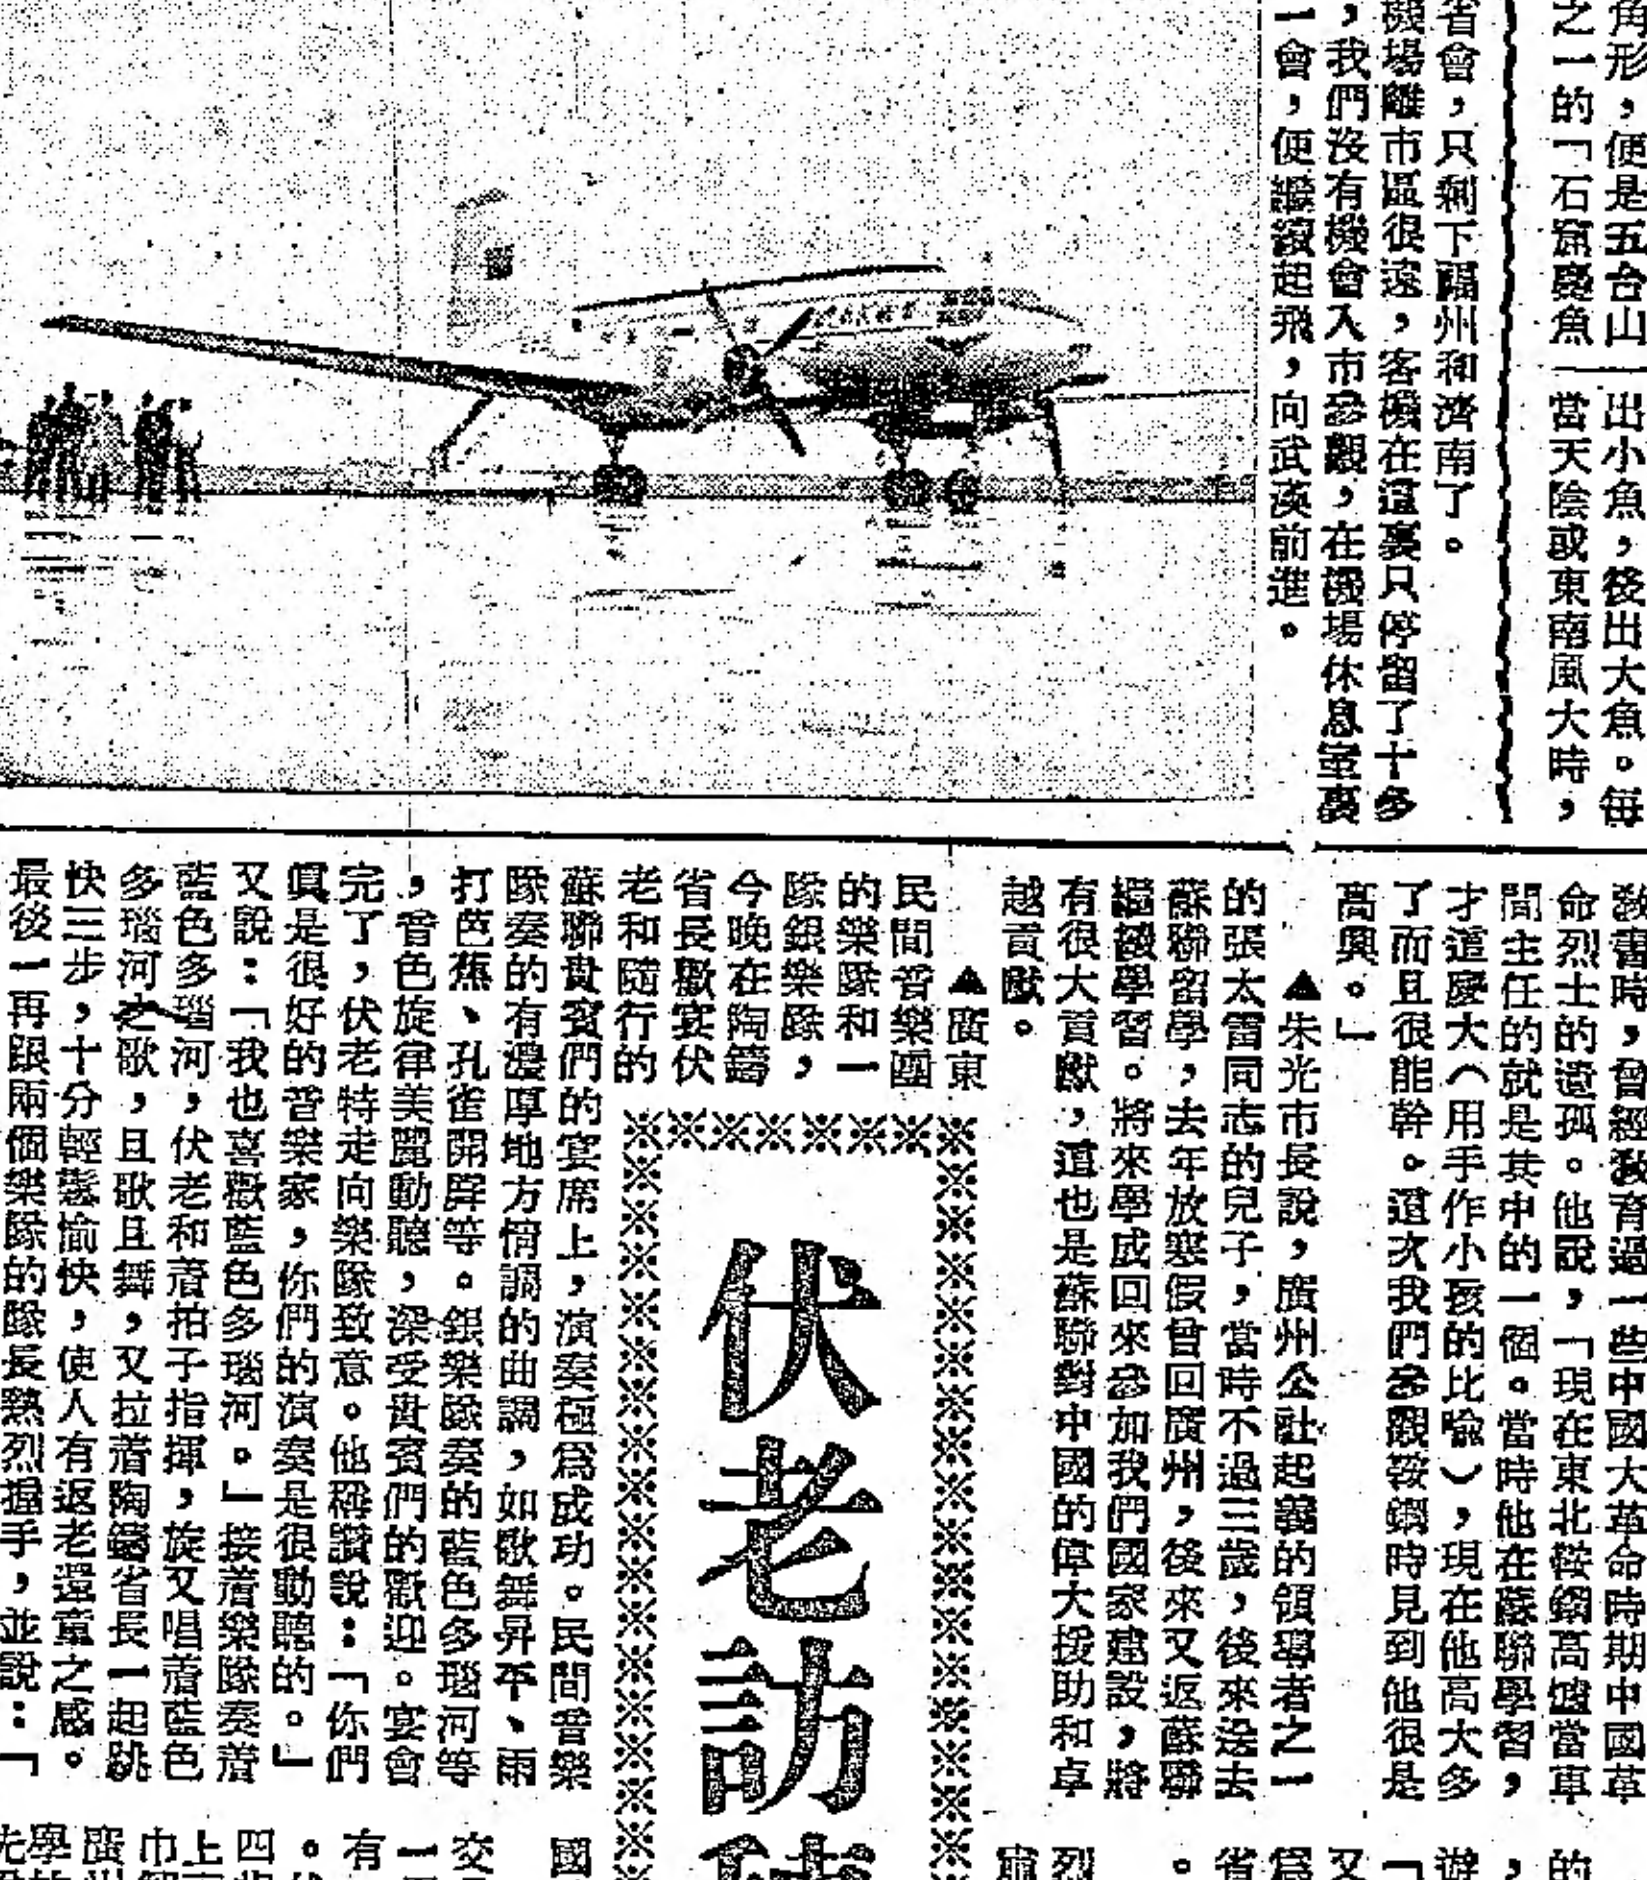 角形，便是五台山
之一的「石窩慶魚
出小魚，後出大魚。每
當天陰或東南風大時，
省會，只剩下福州和濟南了。
機場離市區很遠，客機在這裏只停留了十多
，我們沒有機會入市參觀，在機場休息室裏
一會，便繼續起飛，向武漢前進。
教書時，曾經教育過一些中國大革命時期中國革
命烈士的遺孤。他說，「現在東北鞍鋼高爐當車
間主任的就是其中的一個。當時他在蘇聯學習，
才這麼大（用手作小孩的比喻），現在他高大多
了而且很能幹。這次我們參觀鞍鋼時見到他很是
高興。」
▲朱光市長說，廣州公社起義的領導者之一
的張太雷同志的兒子，當時不過三歲，後來送去
蘇聯留學，去年放寒假曾回廣州，後來又返蘇聯
繼續學習。將來學成回來參加我們國家建設，將
有很大貢獻，這也是蘇聯對中國的偉大援助和卓
越貢獻。
伏老訪
▲廣東
民間音樂團
的樂隊和一
隊銀樂隊，
今晚在陶鑄
省長歡宴伏
老和隨行的
蘇聯貴賓們的宴席上，演奏極爲成功。民間音樂
隊奏的有濃厚地方情調的曲調，如歌舞昇平、雨
打芭蕉、孔雀開屏等。銀樂隊奏的藍色多瑙河等
，音色旋律美麗動聽，深受貴賓們的歡迎。宴會
完了，伏老特走向樂隊致意。他稱讚說：「你們
眞是很好的音樂家，你們的演奏是很動聽的。」
又說：「我也喜歡藍色多瑙河。」接着樂隊奏着
藍色多瑙河，伏老和着拍子指揮，旋又唱着藍色
多瑙河之歌，且歌且舞，又拉着陶鑄省長一起跳
快三步，十分輕鬆愉快，使人有返老還童之感。
最後一再跟兩個樂隊的隊長熱烈握手，並說：「